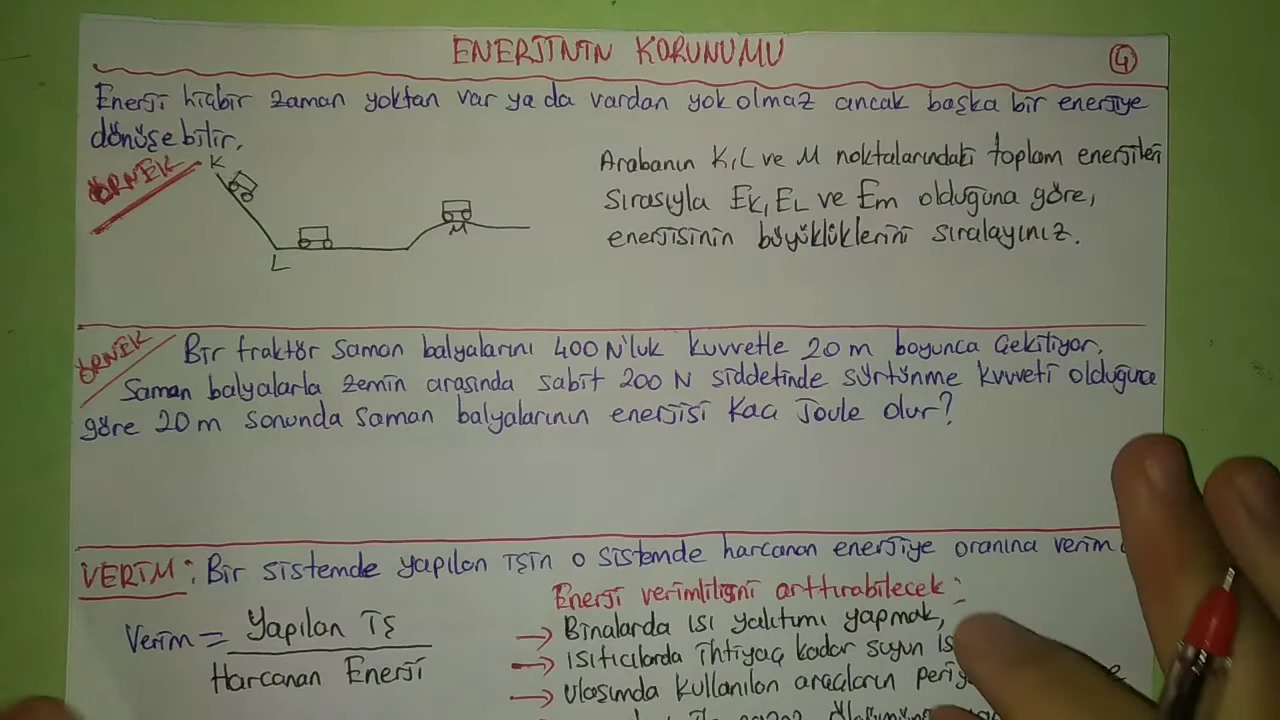 ENERJİNİN KORUNUMU
4
Enerji hiçbir zaman yoktan var ya da vardan yok olmaz ancak başka bir enerjiye
dönüşebilir.
ÖRNEK
K
L
M
Arabanın K,L ve M noktalarındaki toplam enerjileri
sırasıyla EK, EL ve Em olduğuna göre,
enerjisinin büyüklüklerini sıralayınız.
ÖRNEK
Bir traktör saman balyalarını 400 N'luk kuvvetle 20 m boyunca çekiliyor.
Saman balyalarla zemin arasında sabit 200 N şiddetinde sürtünme kuvveti olduğuna
göre 20 m sonunda saman balyalarının enerjisi kaç Joule olur?
VERİM: Bir sistemde yapılan işin o sistemde harcanan enerjiye oranına verim
Verim = Yapılan İş
Harcanan Enerji
Enerji verimliliğini arttırabilecek:
→ Binalarda ısı yalıtımı yapmak,
→ ısıtıcılarda ihtiyaç kadar suyun
→ ulaşımda kullanılan araçların